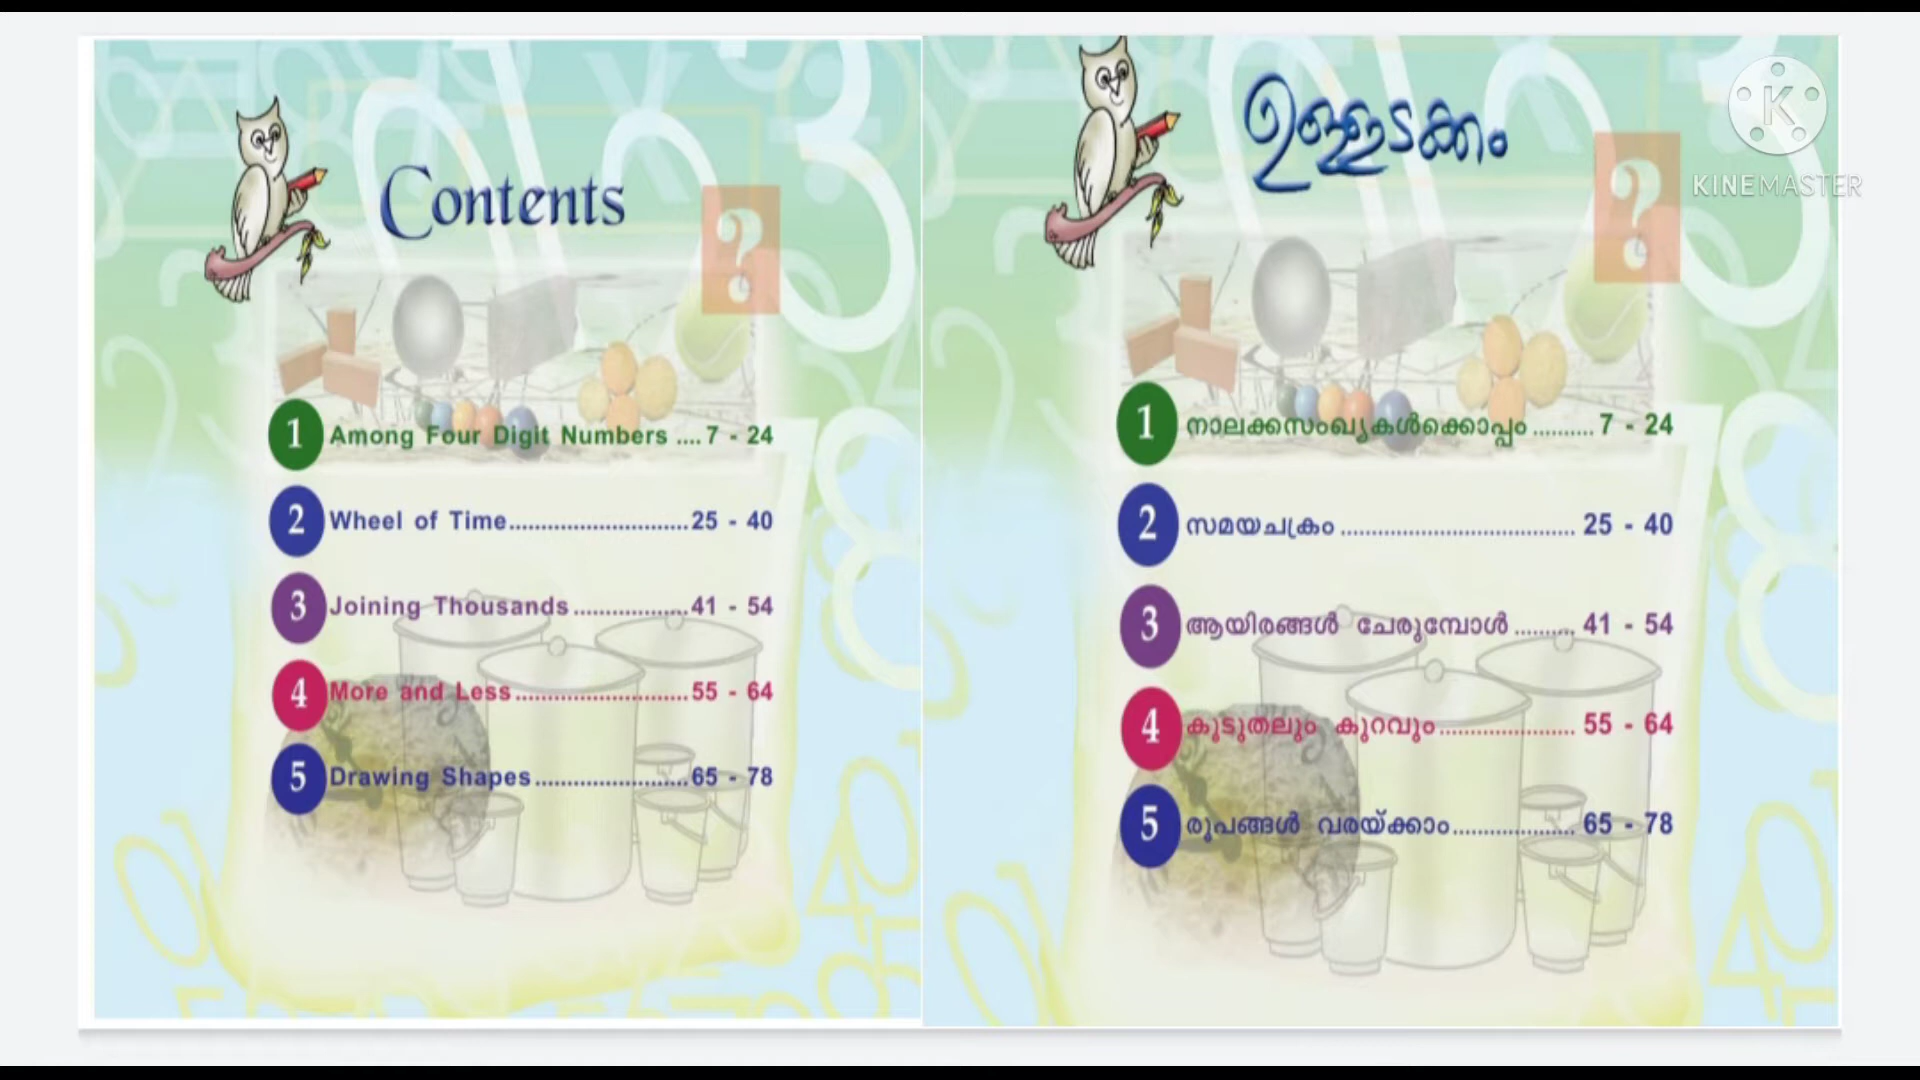 Contents
1 Among Four Digit Numbers ....7 - 24
2 Wheel of Time..........................25 - 40
3 Joining Thousands.................41 - 54
4 More and Less.........................55 - 64
5 Drawing Shapes......................65 - 78
ഉള്ളടക്കം
?
?
K
KINEMASTER
1 നാലക്കസംഖ്യകൾക്കൊപ്പം..........7 - 24
2 സമയചക്രം......................................25 - 40
3 ആയിരങ്ങൾ ചേരുമ്പോൾ..........41 - 54
4 കൂടുതലും കുറവും......................55 - 64
5 രൂപങ്ങൾ വരയ്ക്കാം....................65 - 78